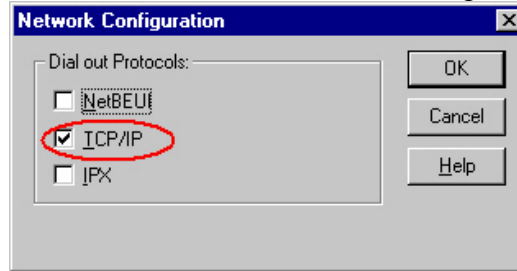 Network Configuration
Dial out Protocols:
NetBEUI
TCP/IP
IPX
OK
Cancel
Help